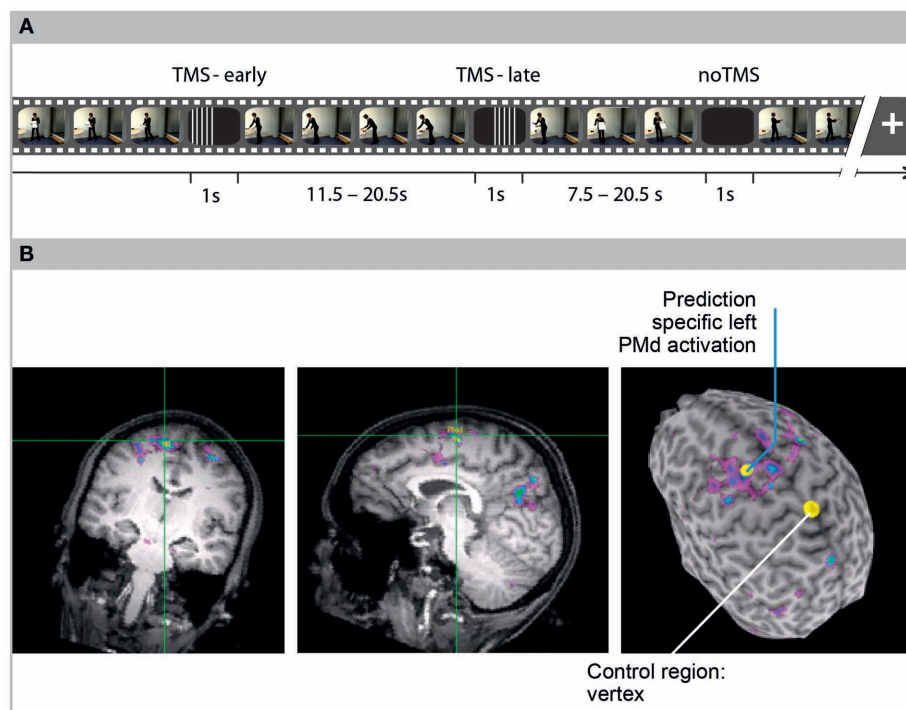 A
TMS - early
TMS - late
noTMS
+
1s
11.5 – 20.5s
1s
7.5 – 20.5 s
1s
B
Prediction
specific left
PMd activation
PMd
Control region:
vertex